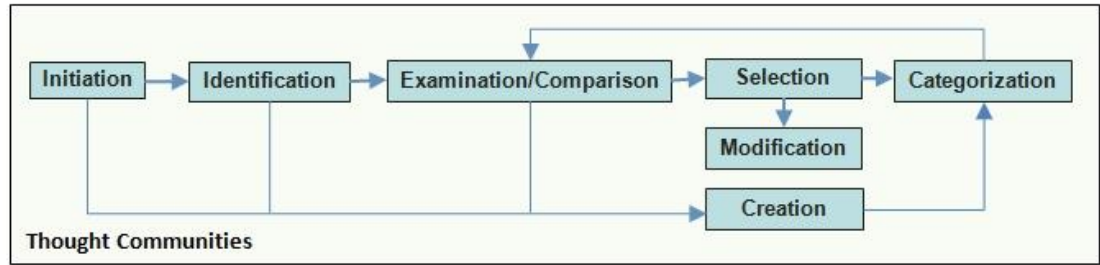 Initiation
Identification
Examination/Comparison
Selection
Categorization
Modification
Creation
Thought Communities